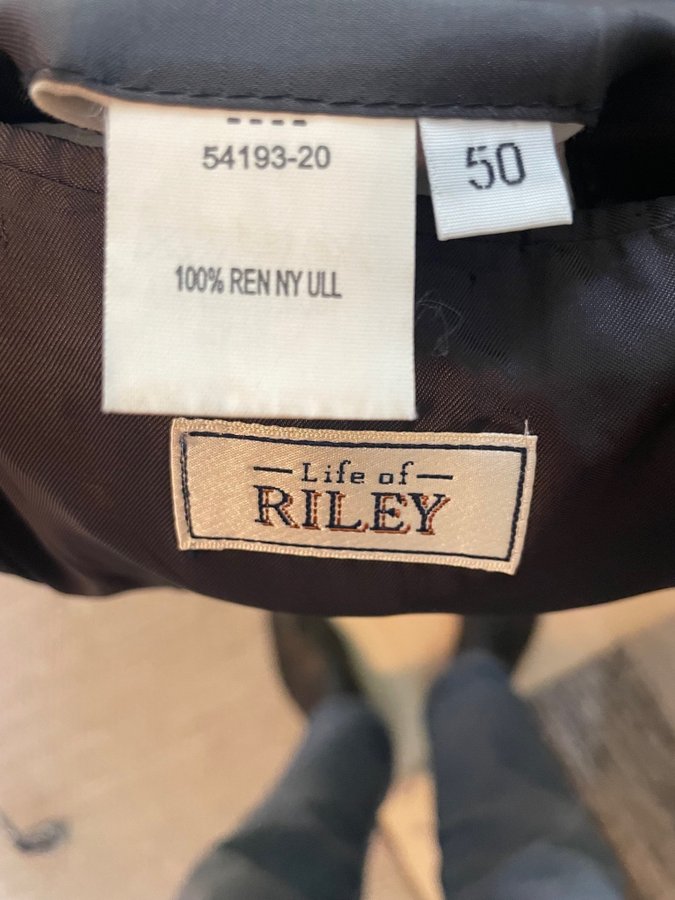 54193-20
50
100% REN NY ULL
Life of
RILEY